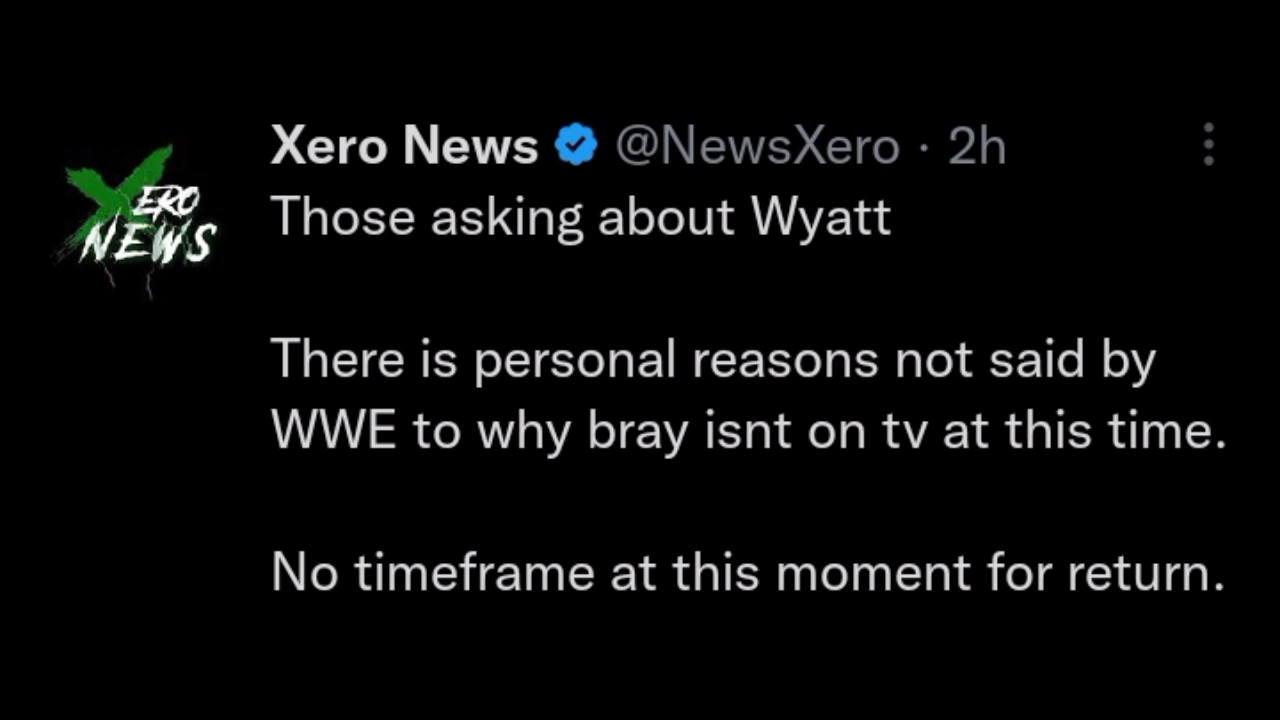 Xero News @NewsXero · 2h
XERO
NEWS
Those asking about Wyatt
There is personal reasons not said by
WWE to why bray isnt on tv at this time.
No timeframe at this moment for return.